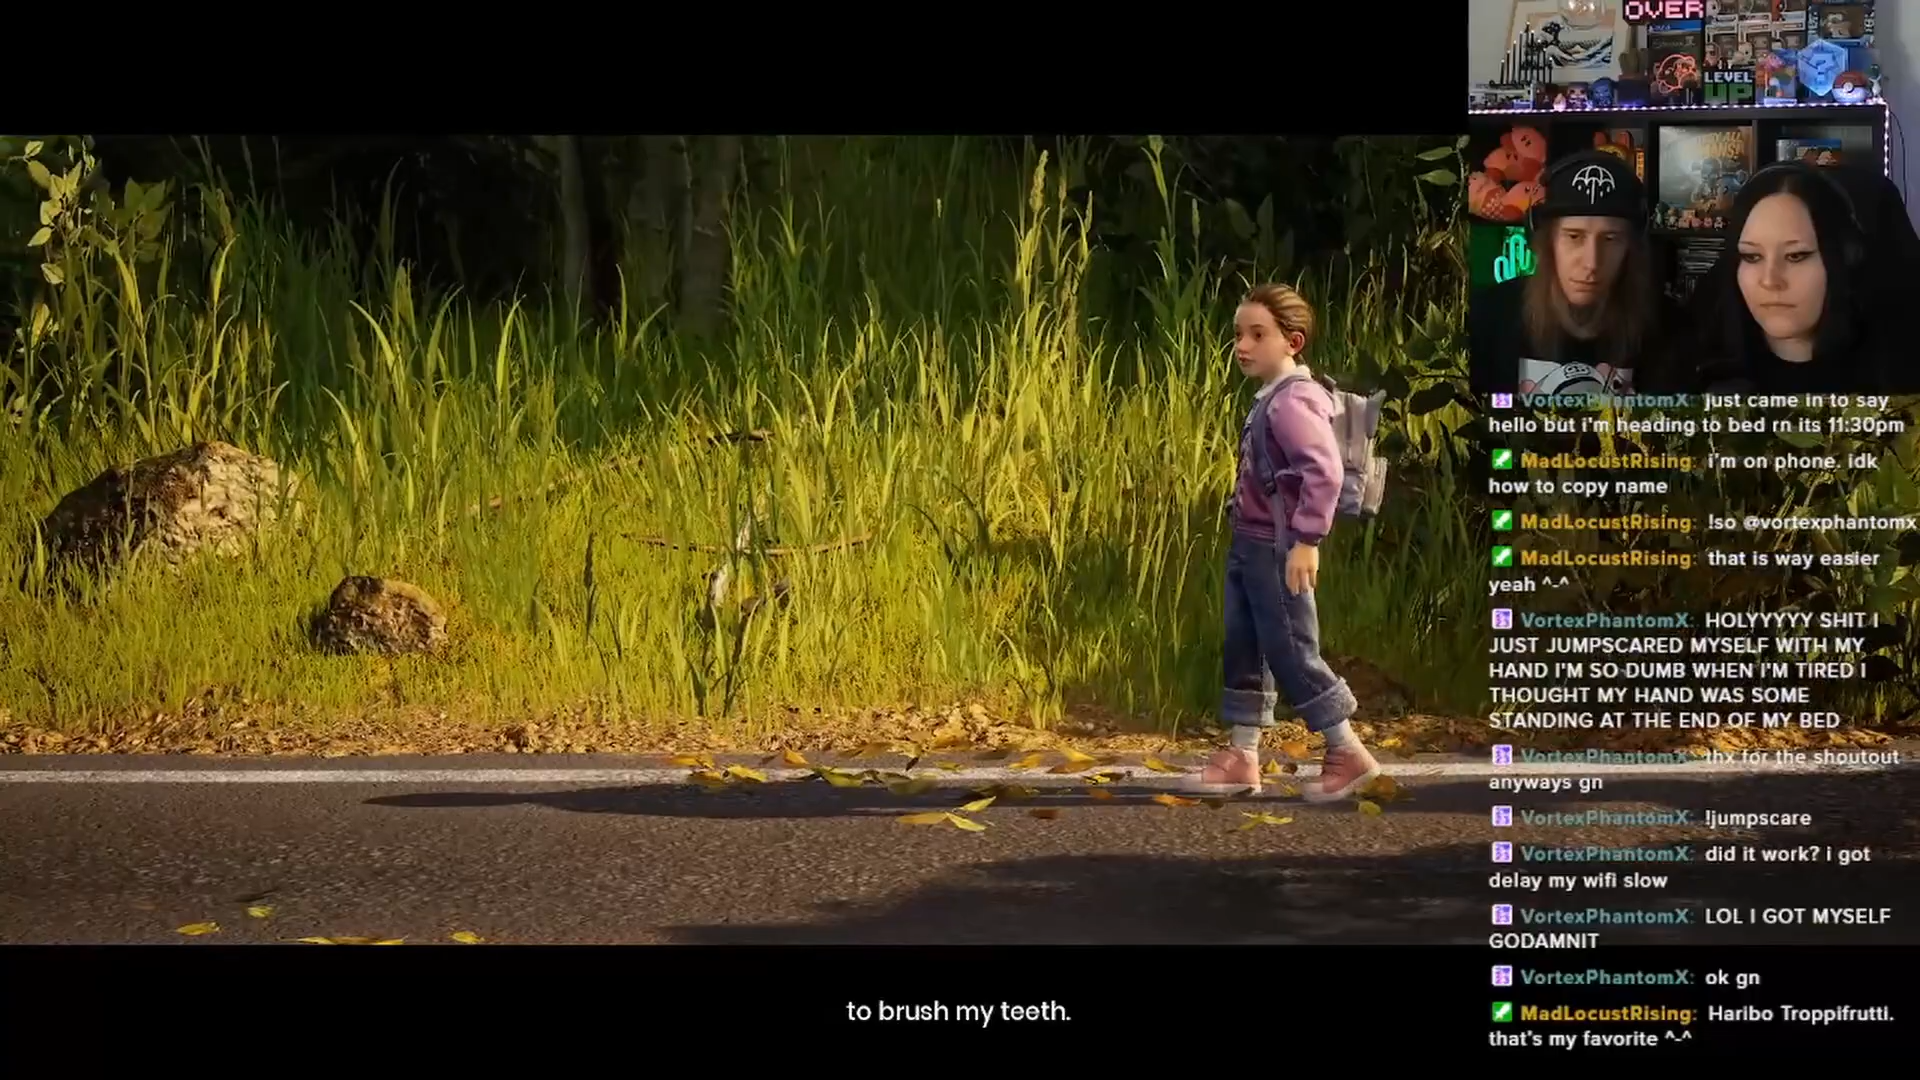 OVER
LEVEL
UP
VortexPhantomX: just came in to say
hello but i'm heading to bed rn its 11:30pm
MadLocustRising: i'm on phone. idk
how to copy name
MadLocustRising: !so @vortexphantomx
MadLocustRising: that is way easier
yeah ^-^
VortexPhantomX: HOLYYYYY SHIT I
JUST JUMPSCARED MYSELF WITH MY
HAND I'M SO DUMB WHEN I'M TIRED I
THOUGHT MY HAND WAS SOME
STANDING AT THE END OF MY BED
VortexPhantomX: thx for the shoutout
anyways gn
VortexPhantomX: !jumpscare
VortexPhantomX: did it work? i got
delay my wifi slow
VortexPhantomX: LOL I GOT MYSELF
GODAMNIT
VortexPhantomX: ok gn
MadLocustRising: Haribo Troppifrutti.
that's my favorite ^-^
to brush my teeth.